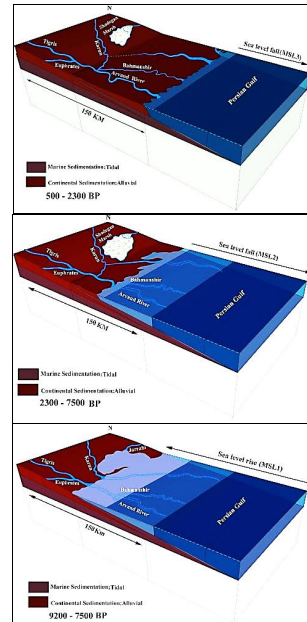 N
Shadegan
Marsh
Tigris
Karun
Euphrates
Bahmanshir
Arvand River
Sea level fall(MSL3)
Persian Gulf
150 KM
Marine Sedimentation;Tidal
Continental Sedimentation;Alluvial
500 - 2300 BP
N
Shadegan
Marsh
Tigris
Karun
Euphrates
Bahmanshir
Arvand River
Sea level fall(MSL2)
Persian Gulf
150 KM
Marine Sedimentation;Tidal
Continental Sedimentation;Alluvial
2300 - 7500 BP
N
Jarrahi
Tigris
Karun
Euphrates
Bahmanshir
Arvand River
Sea level rise (MSL1)
Persian Gulf
150Km
Marine Sedimentation;Tidal
Continental Sedimentation;Alluvial
9200 - 7500 BP